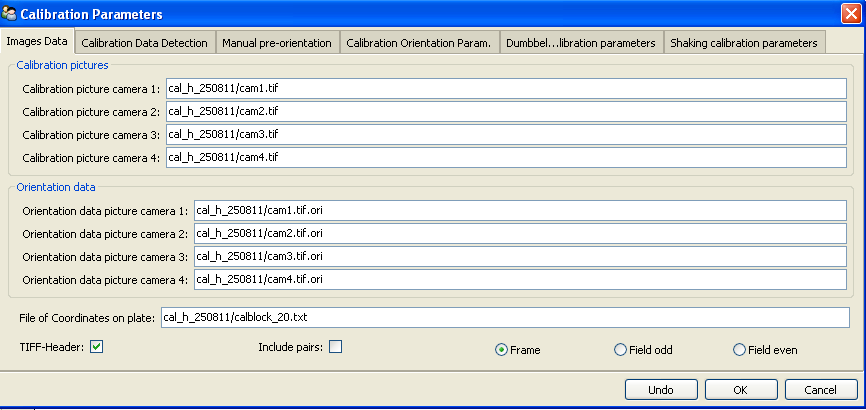 Calibration Parameters
Images Data Calibration Data Detection Manual pre-orientation Calibration Orientation Param. Dumbbel...libration parameters Shaking calibration parameters
Calibration pictures
Calibration picture camera 1: cal_h_250811/cam1.tif
Calibration picture camera 2: cal_h_250811/cam2.tif
Calibration picture camera 3: cal_h_250811/cam3.tif
Calibration picture camera 4: cal_h_250811/cam4.tif
Orientation data
Orientation data picture camera 1: cal_h_250811/cam1.tif.ori
Orientation data picture camera 2: cal_h_250811/cam2.tif.ori
Orientation data picture camera 3: cal_h_250811/cam3.tif.ori
Orientation data picture camera 4: cal_h_250811/cam4.tif.ori
File of Coordinates on plate: cal_h_250811/calblock_20.txt
TIFF-Header: Include pairs: Frame Field odd Field even
Undo OK Cancel